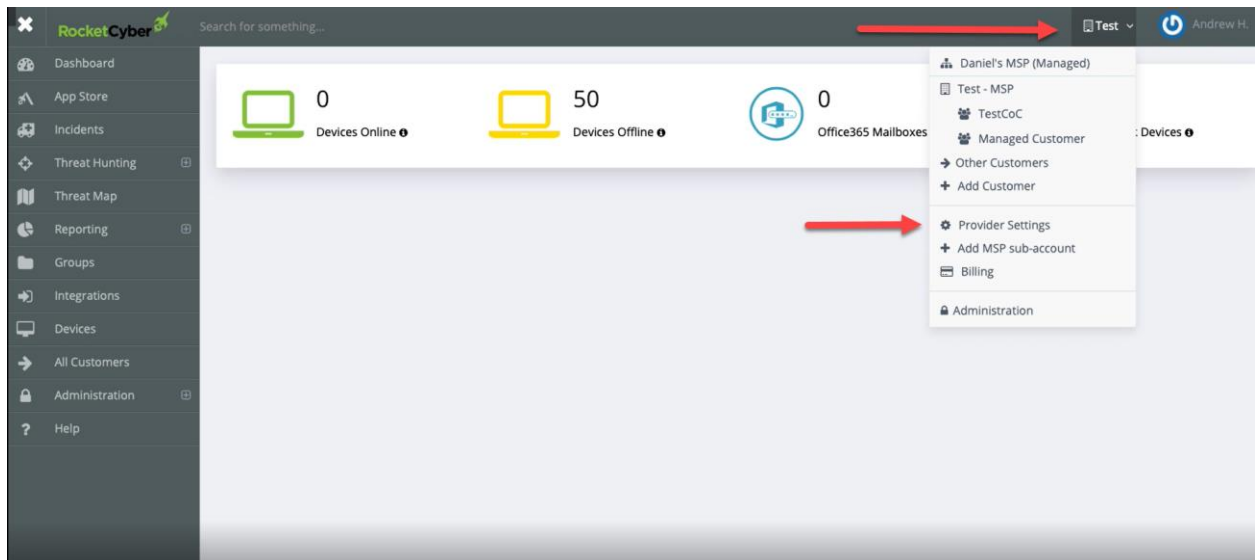 RocketCyber
Search for something...
Test
Andrew H.
Dashboard
App Store
Incidents
Threat Hunting
Threat Map
Reporting
Groups
Integrations
Devices
All Customers
Administration
? Help
0
Devices Online
50
Devices Offline
0
Office365 Mailboxes
Devices
Daniel's MSP (Managed)
Test - MSP
TestCoC
Managed Customer
Other Customers
+ Add Customer
Provider Settings
+ Add MSP sub-account
Billing
Administration